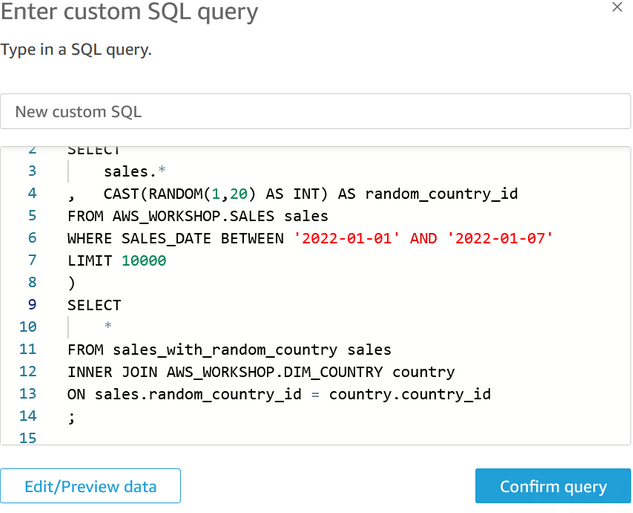 Enter custom SQL query
×
Type in a SQL query.
New custom SQL
2 SELECT
3 sales.*
4 , CAST(RANDOM(1,20) AS INT) AS random_country_id
5 FROM AWS_WORKSHOP.SALES sales
6 WHERE SALES_DATE BETWEEN '2022-01-01' AND '2022-01-07'
7 LIMIT 10000
8 )
9 SELECT
10 *
11 FROM sales_with_random_country sales
12 INNER JOIN AWS_WORKSHOP.DIM_COUNTRY country
13 ON sales.random_country_id = country.country_id
14 ;
15
Edit/Preview data
Confirm query